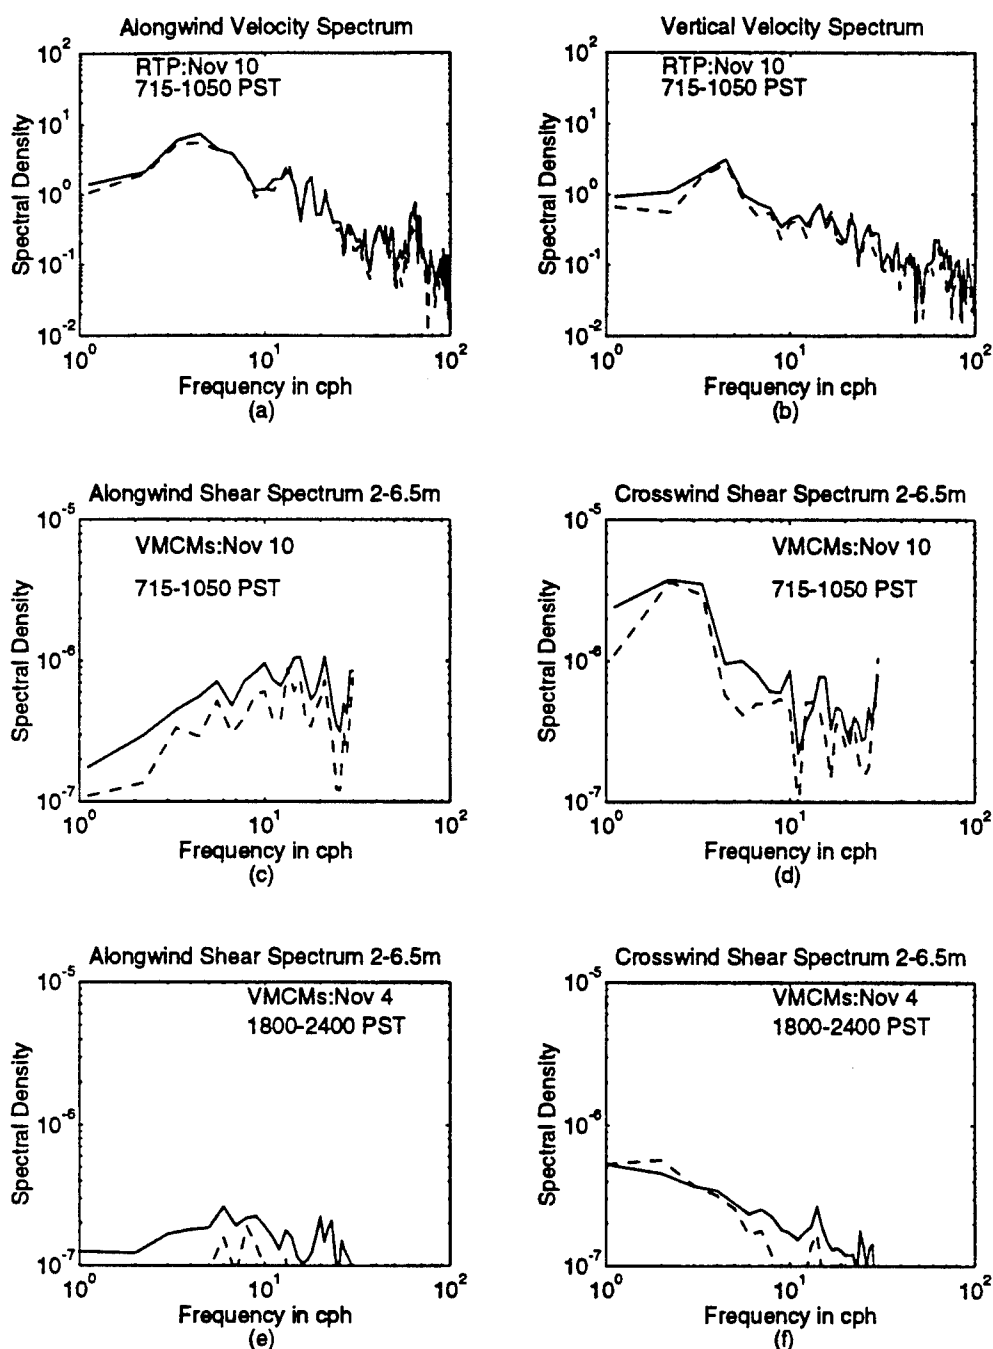 Alongwind Velocity Spectrum
10^2
RTP:Nov 10
715-1050 PST
10^1
10^0
10^-1
10^-2
Spectral Density
10^0 10^1 10^2
Frequency in cph
(a)
Vertical Velocity Spectrum
10^2
RTP:Nov 10
715-1050 PST
10^1
10^0
10^-1
10^-2
Spectral Density
10^0 10^1 10^2
Frequency in cph
(b)
Alongwind Shear Spectrum 2-6.5m
10^-5
VMCMs:Nov 10
715-1050 PST
10^-6
10^-7
Spectral Density
10^0 10^1 10^2
Frequency in cph
(c)
Crosswind Shear Spectrum 2-6.5m
10^-5
VMCMs:Nov 10
715-1050 PST
10^-6
10^-7
Spectral Density
10^0 10^1 10^2
Frequency in cph
(d)
Alongwind Shear Spectrum 2-6.5m
10^-5
VMCMs:Nov 4
1800-2400 PST
10^-6
10^-7
Spectral Density
10^0 10^1 10^2
Frequency in cph
(e)
Crosswind Shear Spectrum 2-6.5m
10^-5
VMCMs:Nov 4
1800-2400 PST
10^-6
10^-7
Spectral Density
10^0 10^1 10^2
Frequency in cph
(f)